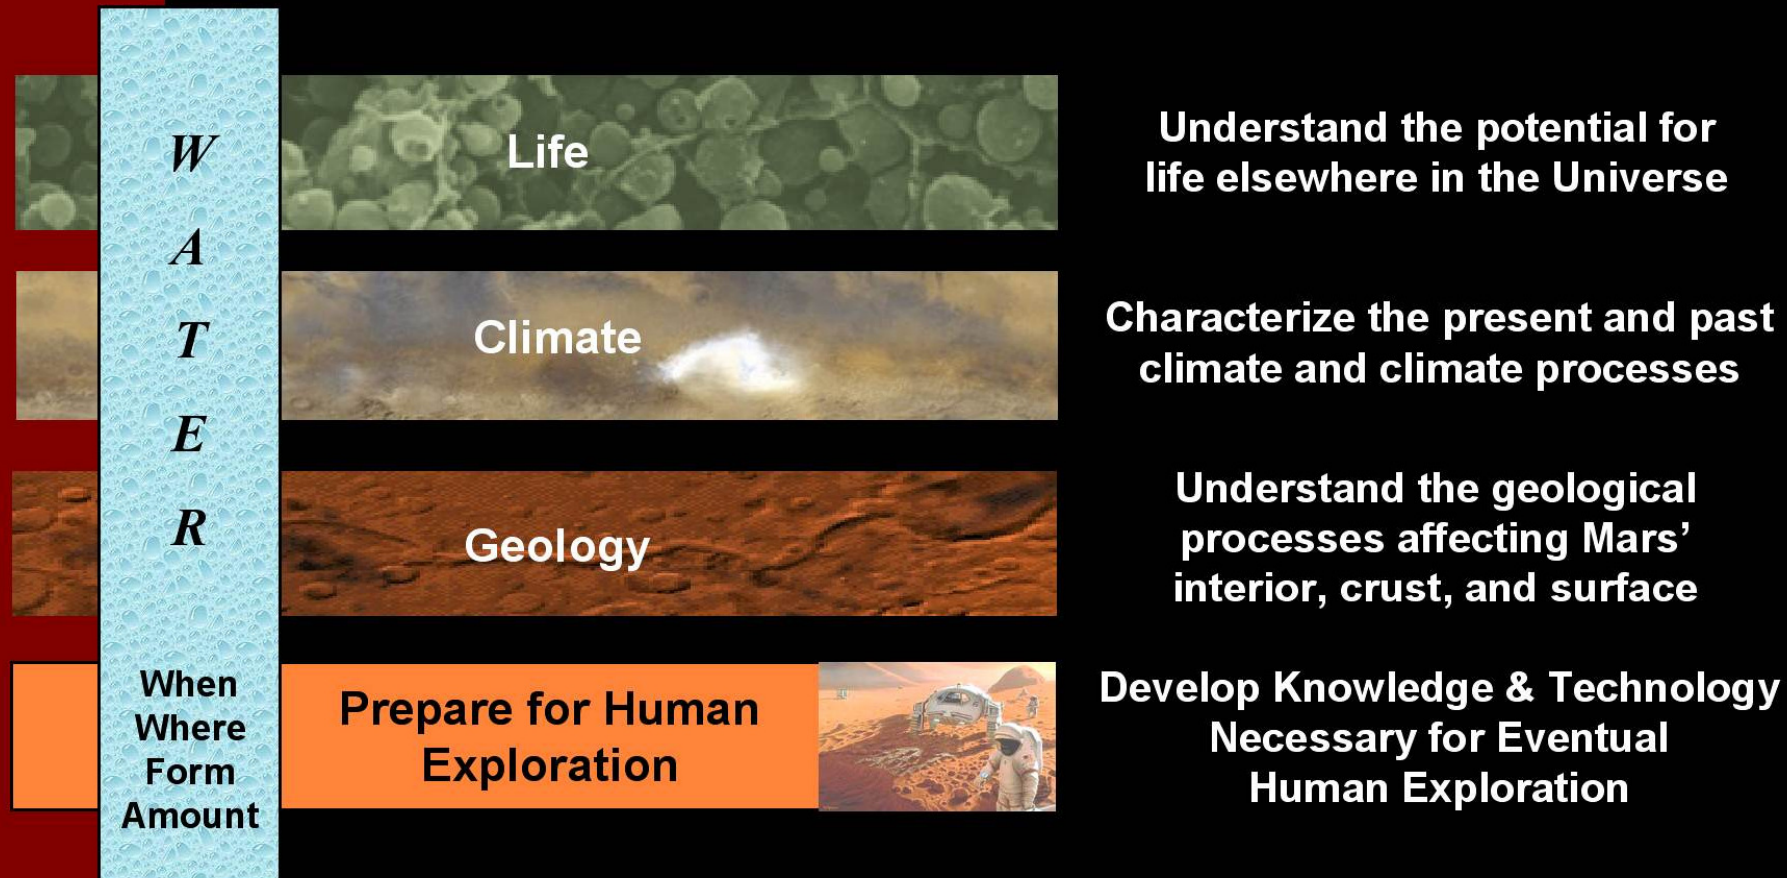 W
A
T
E
R
When
Where
Form
Amount
Life
Understand the potential for
life elsewhere in the Universe
Climate
Characterize the present and past
climate and climate processes
Geology
Understand the geological
processes affecting Mars’
interior, crust, and surface
Prepare for Human
Exploration
Develop Knowledge & Technology
Necessary for Eventual
Human Exploration